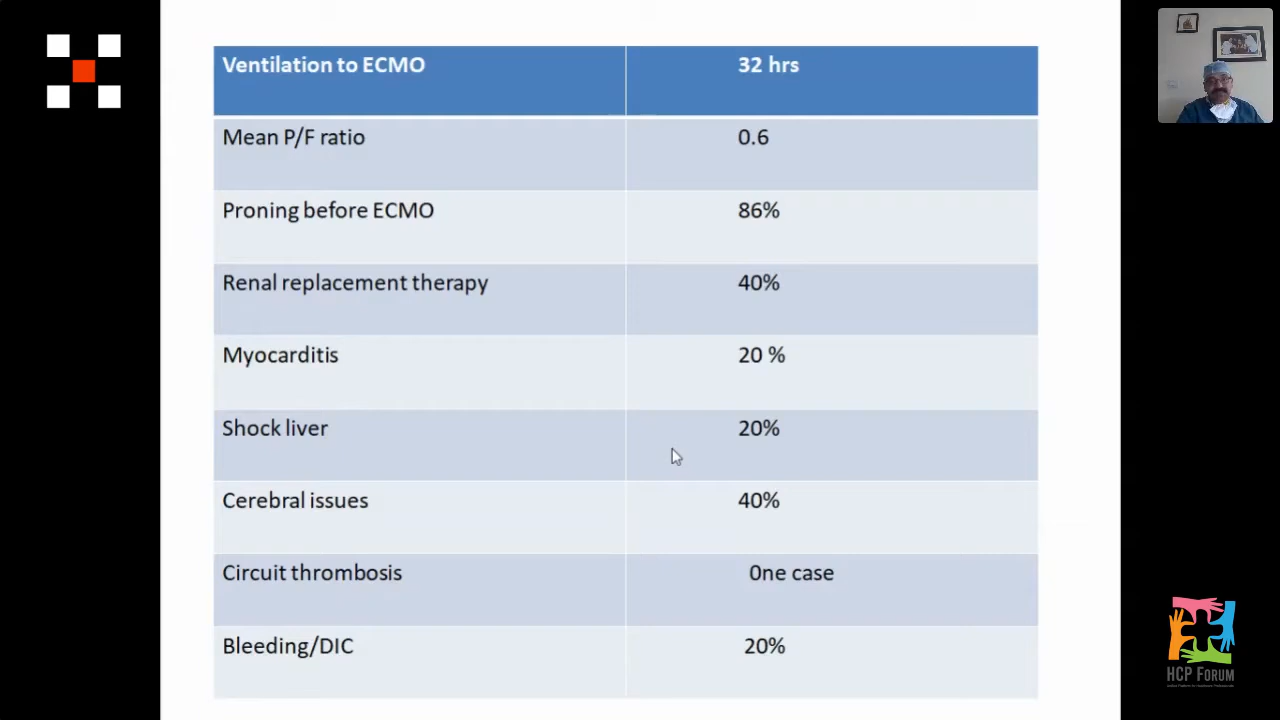 Ventilation to ECMO 32 hrs
Mean P/F ratio 0.6
Proning before ECMO 86%
Renal replacement therapy 40%
Myocarditis 20 %
Shock liver 20%
Cerebral issues 40%
Circuit thrombosis 0ne case
Bleeding/DIC 20%
HCP FORUM